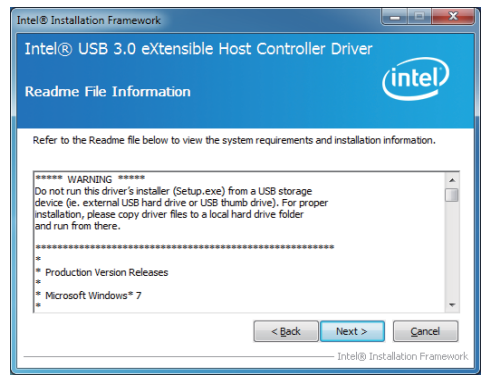 Intel® Installation Framework
Intel® USB 3.0 eXtensible Host Controller Driver
Readme File Information
intel®
Refer to the Readme file below to view the system requirements and installation information.
***** WARNING *****
Do not run this driver's installer (Setup.exe) from a USB storage
device (ie. external USB hard drive or USB thumb drive). For proper
installation, please copy driver files to a local hard drive folder
and run from there.
*******************************************************
*
* Production Version Releases
*
* Microsoft Windows* 7
*
< Back Next > Cancel
Intel® Installation Framework